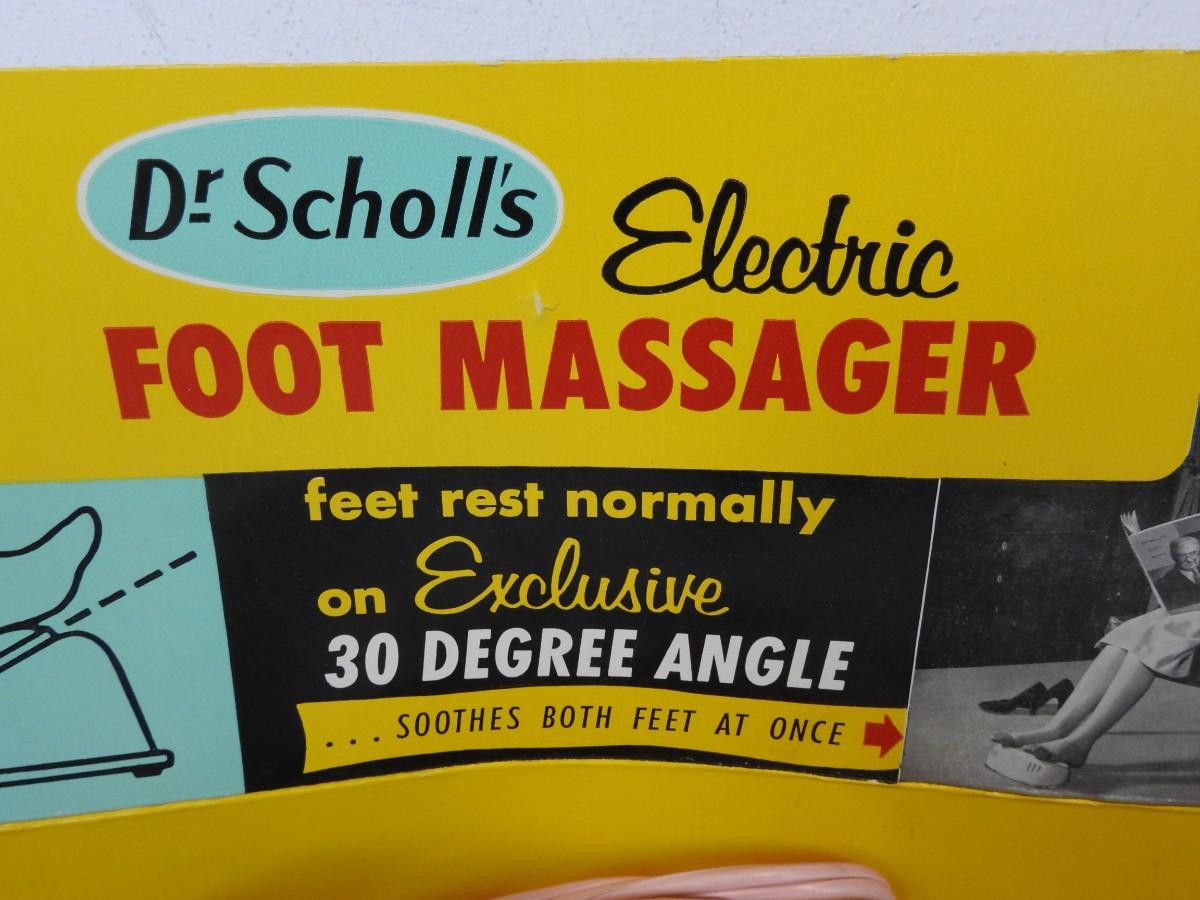 Dr Scholl's
Electric
FOOT MASSAGER
feet rest normally
on Exclusive
30 DEGREE ANGLE
...SOOTHES BOTH FEET AT ONCE